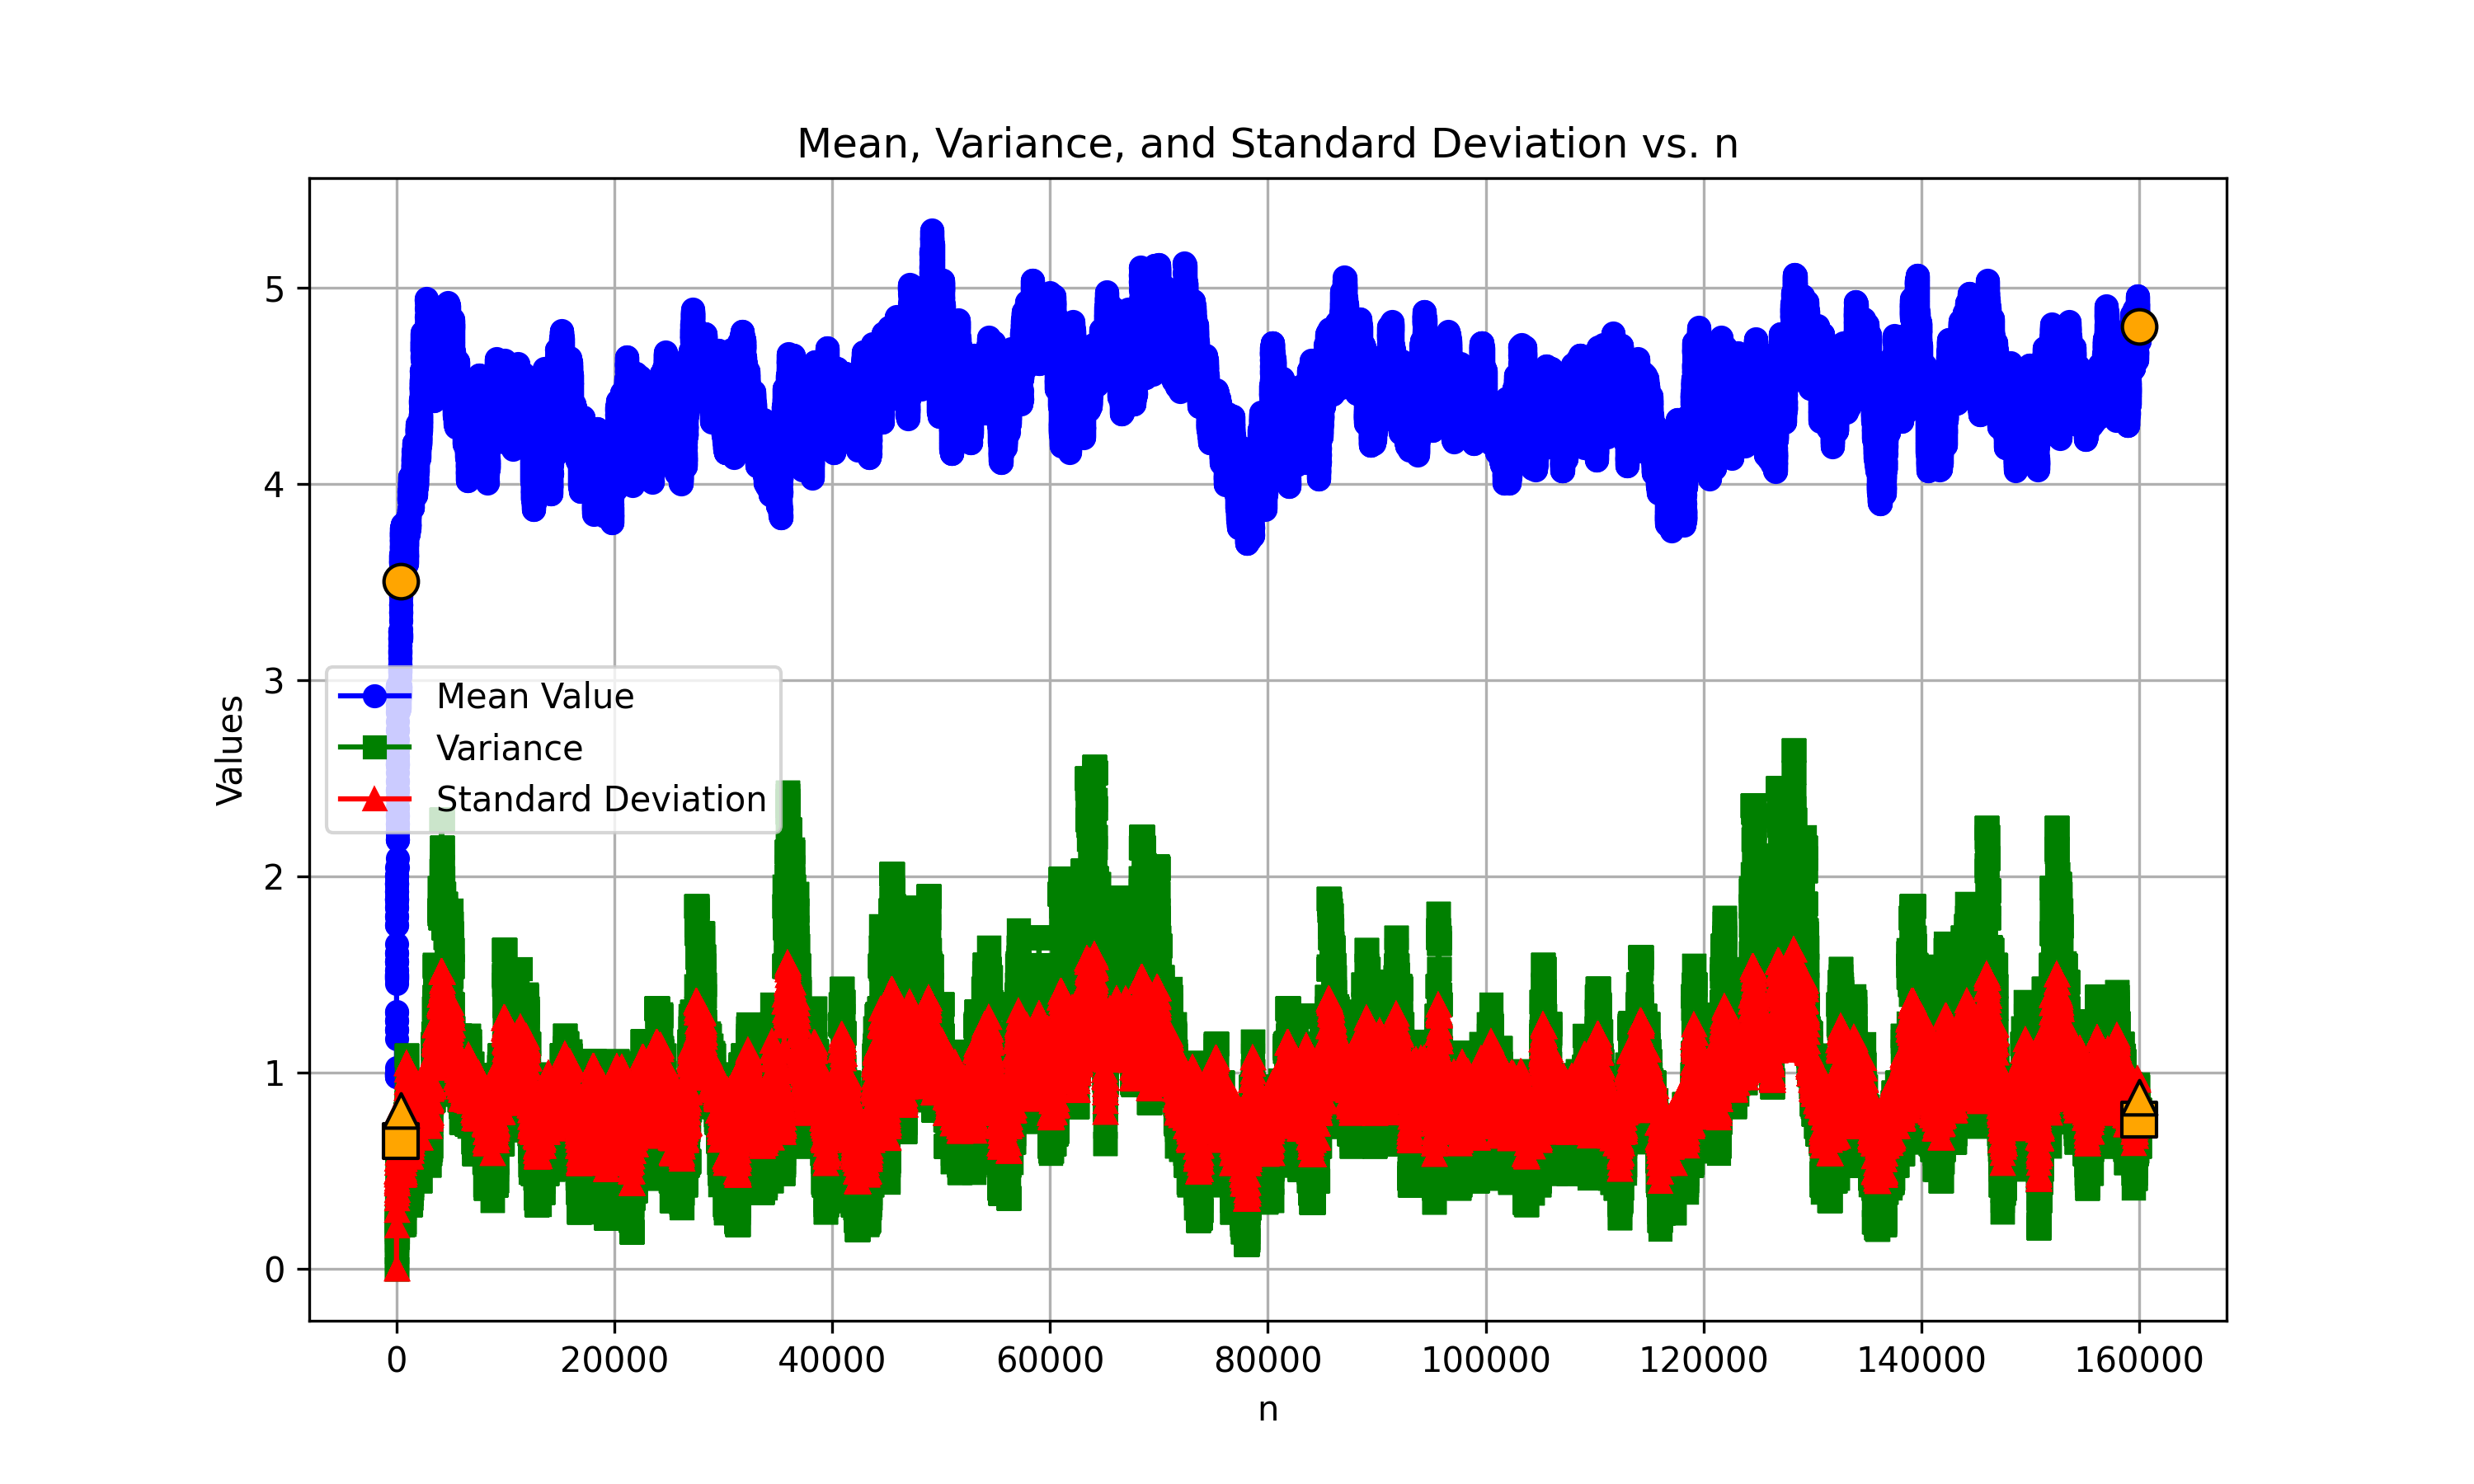 Mean, Variance, and Standard Deviation vs. n
5
4
3
2
1
0
Values
Mean Value
Variance
Standard Deviation
0 20000 40000 60000 80000 100000 120000 140000 160000
n